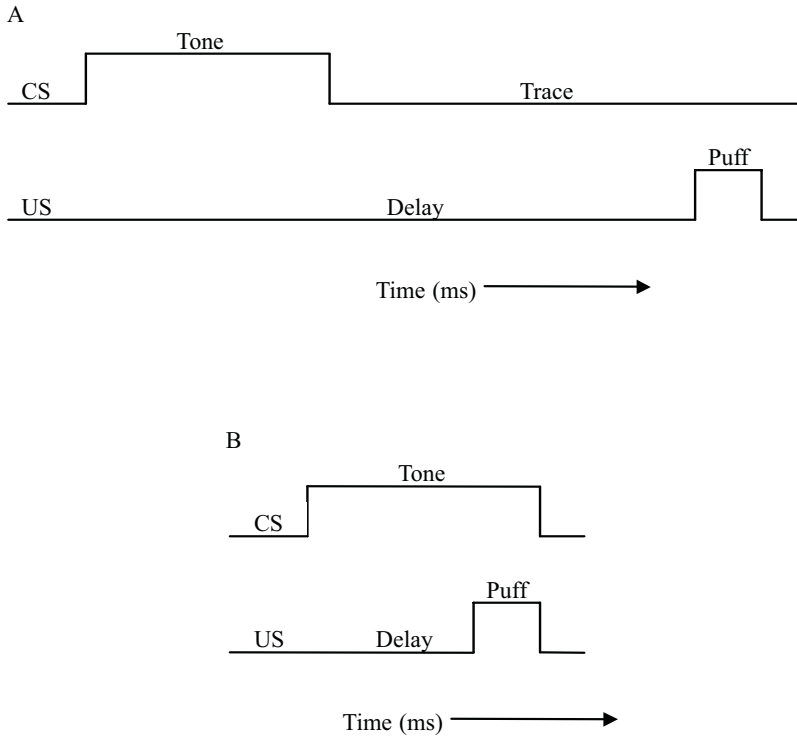 A
Tone
CS Trace
Puff
US Delay
Time (ms)
B
Tone
CS
Puff
US Delay
Time (ms)